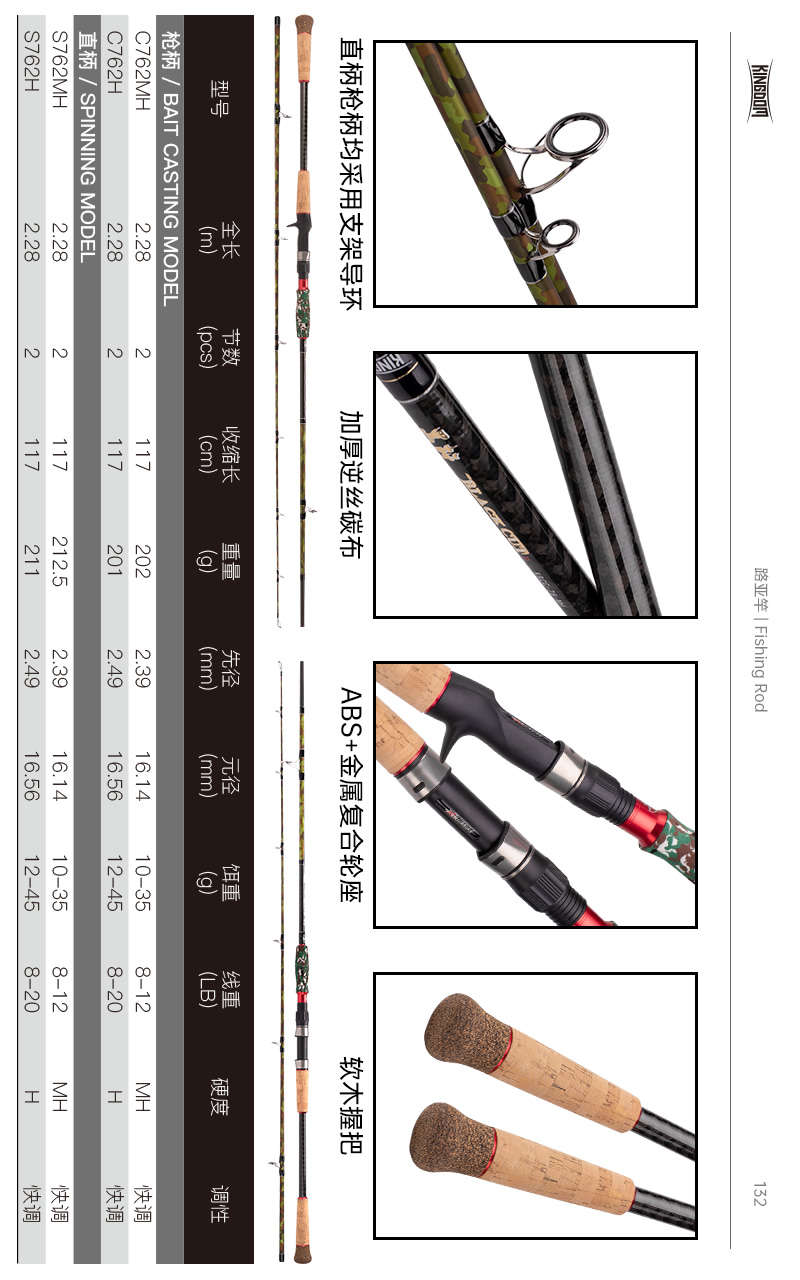 KINGDOM
路亚竿 | Fishing Rod
132
直柄枪柄均采用支架导环
加厚逆丝碳布
ABS+金属复合轮座
软木握把
KING
BLACK GUN
型号 全长(m) 节数(pcs) 收缩长(cm) 重量(g) 先径(mm) 元径(mm) 饵重(g) 线重(LB) 硬度 调性
枪柄 / BAIT CASTING MODEL
C762MH 2.28 2 117 202 2.39 16.14 10–35 8–12 MH 快调
C762H 2.28 2 117 201 2.49 16.56 12–45 8–20 H 快调
直柄 / SPINNING MODEL
S762MH 2.28 2 117 212.5 2.39 16.14 10–35 8–12 MH 快调
S762H 2.28 2 117 211 2.49 16.56 12–45 8–20 H 快调